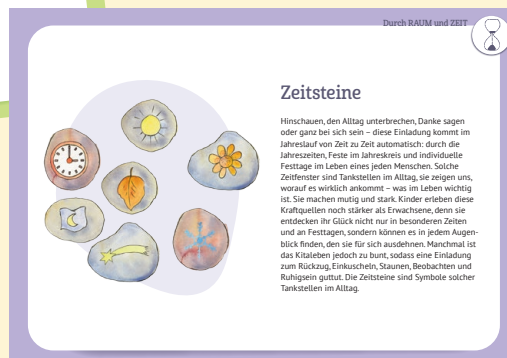 Durch RAUM und ZEIT
Zeitsteine
Hinschauen, den Alltag unterbrechen, Danke sagen
oder ganz bei sich sein – diese Einladung kommt im
Jahreslauf von Zeit zu Zeit automatisch: durch die
Jahreszeiten, Feste im Jahreskreis und individuelle
Festtage im Leben eines jeden Menschen. Solche
Zeitfenster sind Tankstellen im Alltag, sie zeigen uns,
worauf es wirklich ankommt – was im Leben wichtig
ist. Sie machen mutig und stark. Kinder erleben diese
Kraftquellen noch stärker als Erwachsene, denn sie
entdecken ihr Glück nicht nur in besonderen Zeiten
und an Festtagen, sondern können es in jedem Augen-
blick finden, den sie für sich ausdehnen. Manchmal ist
das Kitaleben jedoch zu bunt, sodass eine Einladung
zum Rückzug, Einkuscheln, Staunen, Beobachten und
Ruhigsein guttut. Die Zeitsteine sind Symbole solcher
Tankstellen im Alltag.